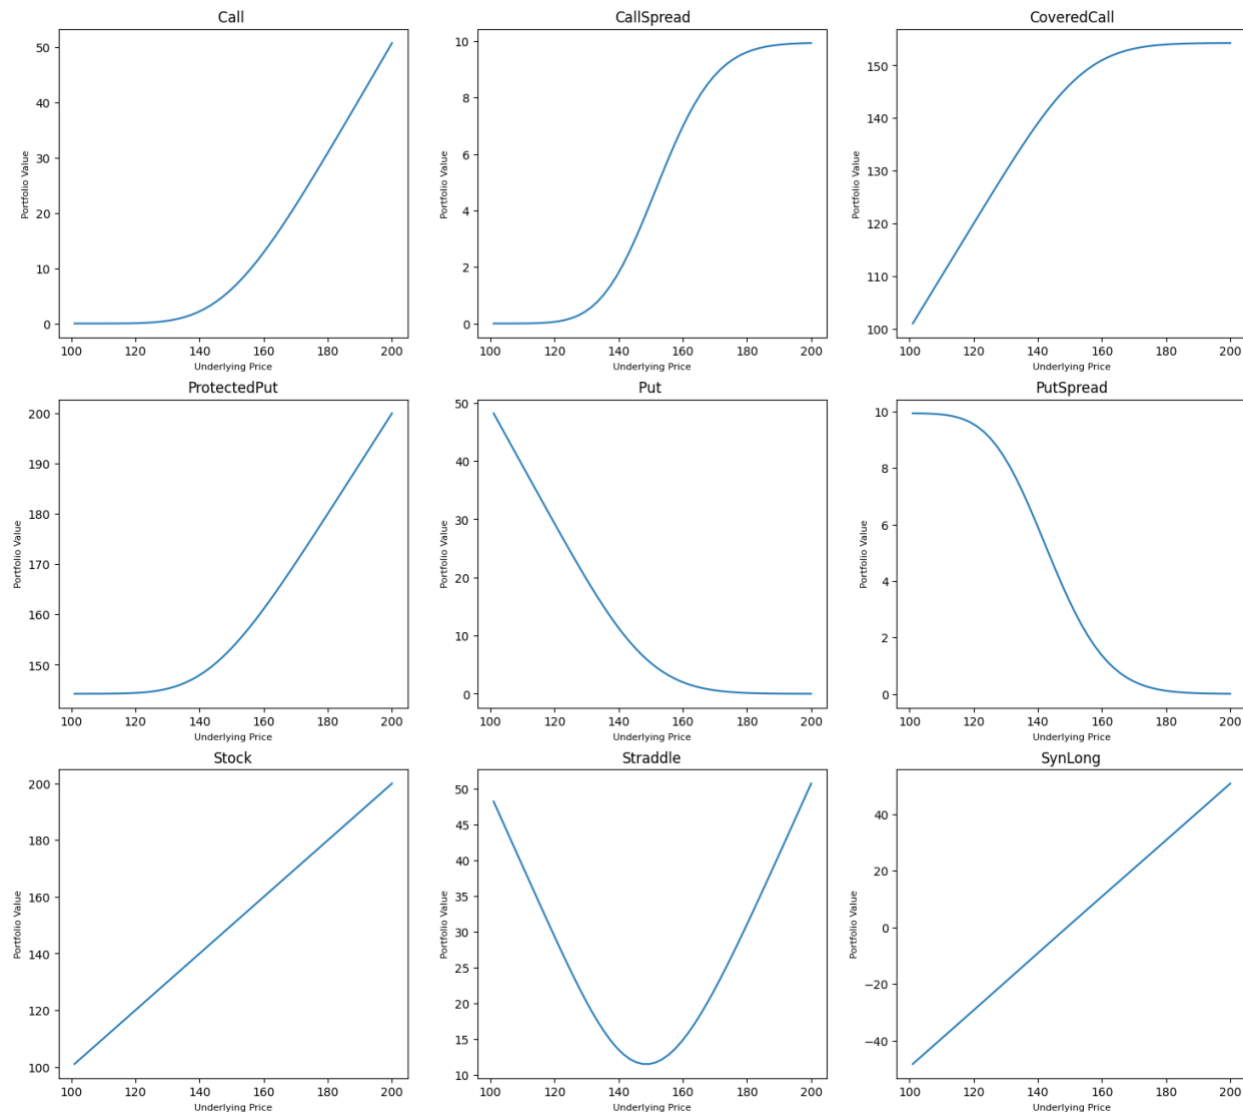 Call
50
40
30
20
10
0
Portfolio Value
100 120 140 160 180 200
Underlying Price
CallSpread
10
8
6
4
2
0
Portfolio Value
100 120 140 160 180 200
Underlying Price
CoveredCall
150
140
130
120
110
100
Portfolio Value
100 120 140 160 180 200
Underlying Price
ProtectedPut
200
190
180
170
160
150
Portfolio Value
100 120 140 160 180 200
Underlying Price
Put
50
40
30
20
10
0
Portfolio Value
100 120 140 160 180 200
Underlying Price
PutSpread
10
8
6
4
2
0
Portfolio Value
100 120 140 160 180 200
Underlying Price
Stock
200
180
160
140
120
100
Portfolio Value
100 120 140 160 180 200
Underlying Price
Straddle
50
45
40
35
30
25
20
15
10
Portfolio Value
100 120 140 160 180 200
Underlying Price
SynLong
40
20
0
−20
−40
Portfolio Value
100 120 140 160 180 200
Underlying Price